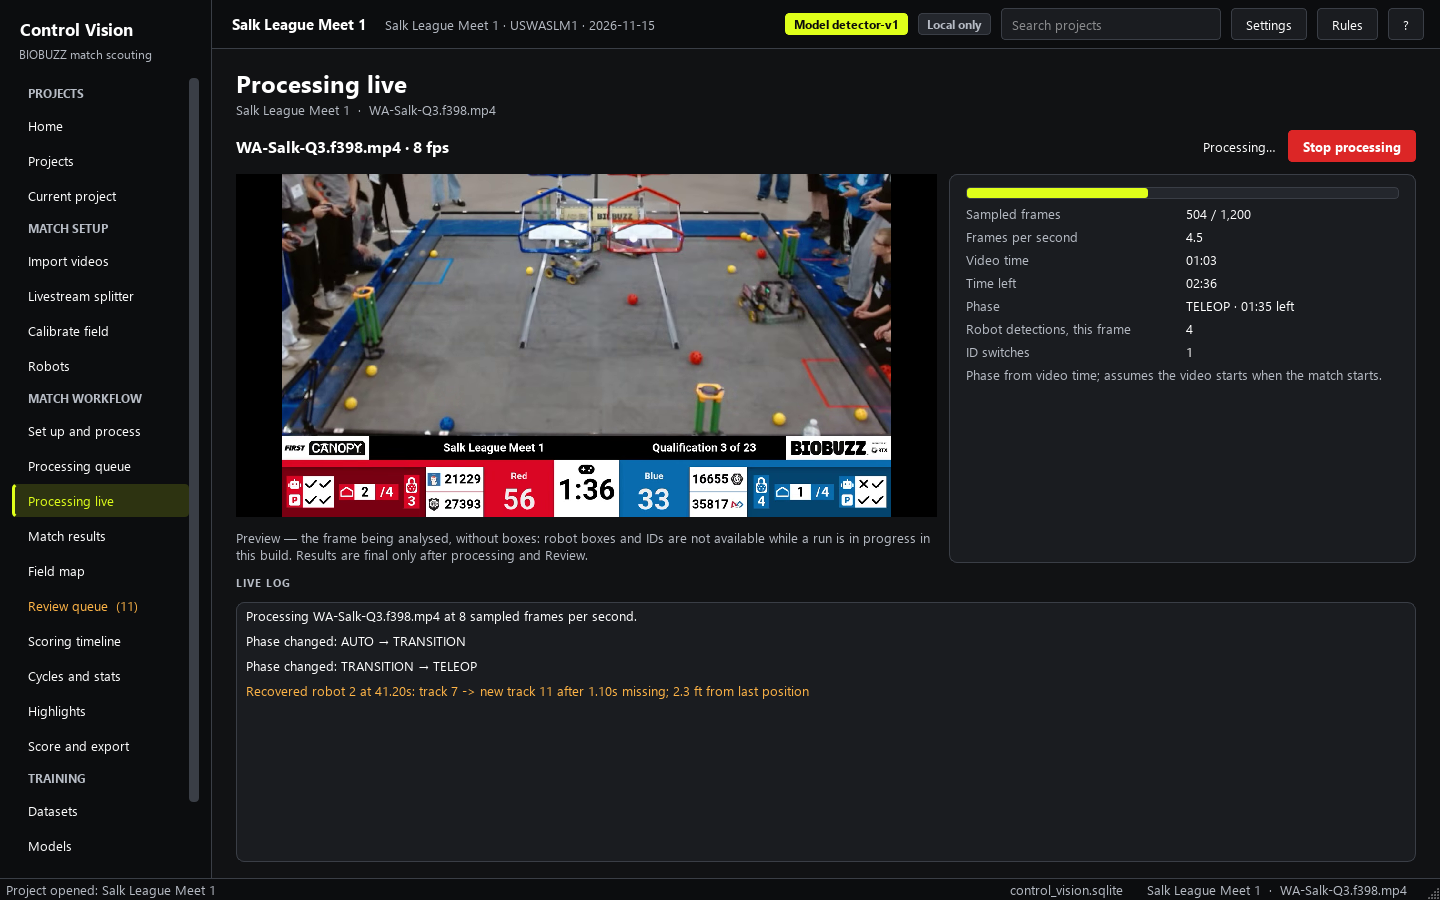 Control Vision
BIOBUZZ match scouting
PROJECTS
Home
Projects
Current project
MATCH SETUP
Import videos
Livestream splitter
Calibrate field
Robots
MATCH WORKFLOW
Set up and process
Processing queue
Processing live
Match results
Field map
Review queue (11)
Scoring timeline
Cycles and stats
Highlights
Score and export
TRAINING
Datasets
Models
Salk League Meet 1 Salk League Meet 1 · USWASLM1 · 2026-11-15
Model detector-v1 Local only Search projects Settings Rules ?
Processing live
Salk League Meet 1 · WA-Salk-Q3.f398.mp4
WA-Salk-Q3.f398.mp4 · 8 fps
Processing... Stop processing
BIOBUZZ
FIRST CANOPY Salk League Meet 1 Qualification 3 of 23 BIOBUZZ
P 2 /4 3
21229
27393
Red
56
1:36
Blue
33
16655
35817
4 1 /4 P
Sampled frames 504 / 1,200
Frames per second 4.5
Video time 01:03
Time left 02:36
Phase TELEOP · 01:35 left
Robot detections, this frame 4
ID switches 1
Phase from video time; assumes the video starts when the match starts.
Preview — the frame being analysed, without boxes: robot boxes and IDs are not available while a run is in progress in
this build. Results are final only after processing and Review.
LIVE LOG
Processing WA-Salk-Q3.f398.mp4 at 8 sampled frames per second.
Phase changed: AUTO → TRANSITION
Phase changed: TRANSITION → TELEOP
Recovered robot 2 at 41.20s: track 7 -> new track 11 after 1.10s missing; 2.3 ft from last position
Project opened: Salk League Meet 1
control_vision.sqlite Salk League Meet 1 · WA-Salk-Q3.f398.mp4